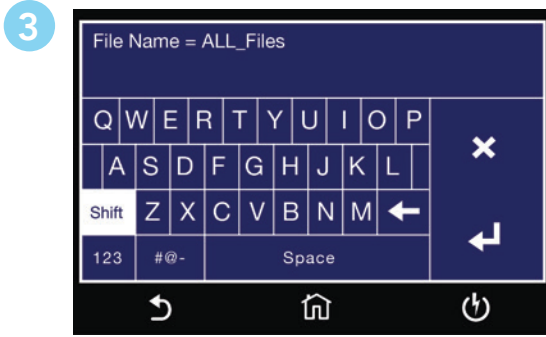 3
File Name = ALL_Files
Q W E R T Y U I O P
A S D F G H J K L
Shift Z X C V B N M
123 #@- Space